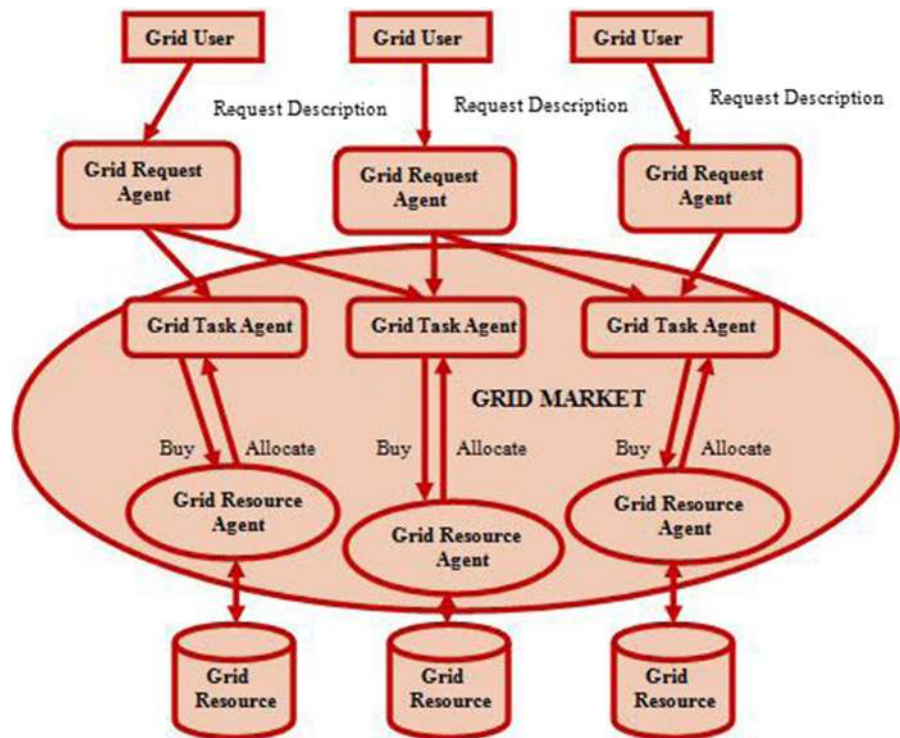 Grid User
Grid User
Grid User
Request Description
Request Description
Request Description
Grid Request
Agent
Grid Request
Agent
Grid Request
Agent
Grid Task Agent
Grid Task Agent
Grid Task Agent
GRID MARKET
Buy
Allocate
Buy
Allocate
Buy
Allocate
Grid Resource
Agent
Grid Resource
Agent
Grid Resource
Agent
Grid
Resource
Grid
Resource
Grid
Resource